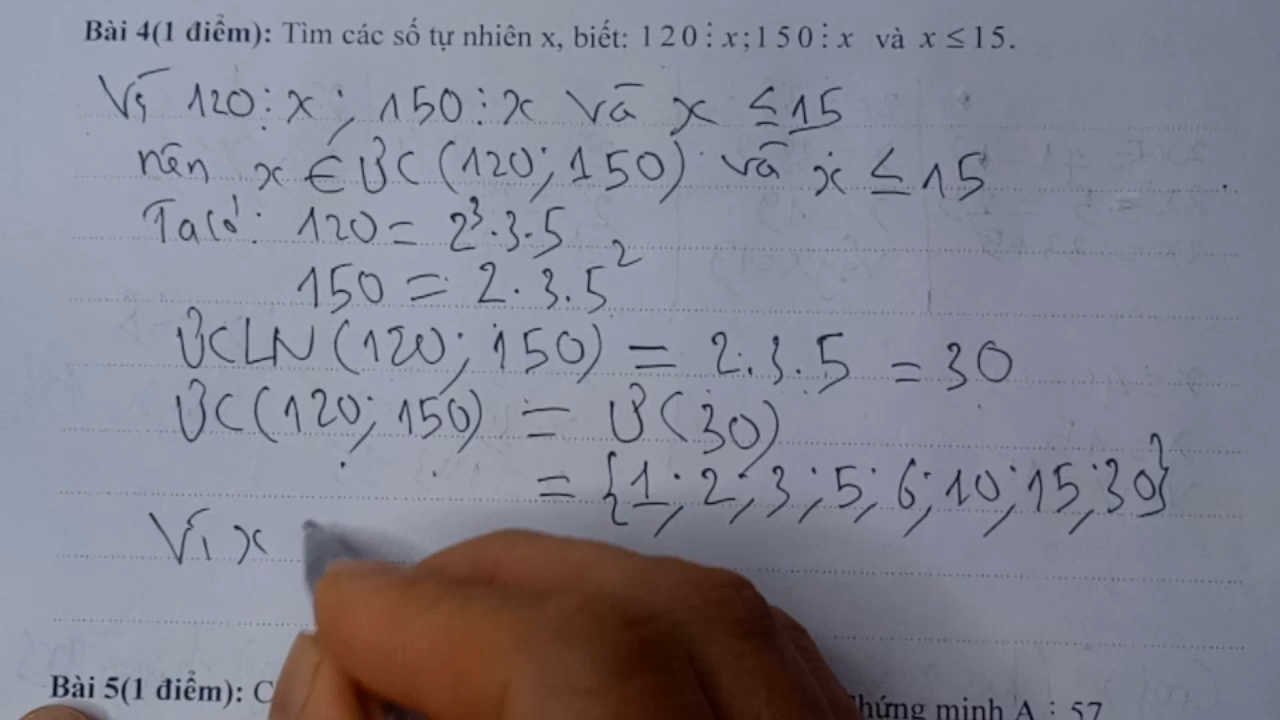 Bài 4(1 điểm): Tìm các số tự nhiên x, biết: 120⋮x;150⋮x và x ≤ 15.
Vì 120⋮x; 150⋮x và x ≤ 15
nên x ∈ ƯC(120; 150) và x ≤ 15
Ta có: 120 = 2³.3.5
150 = 2.3.5²
ƯCLN(120; 150) = 2.3.5 = 30
ƯC(120; 150) = Ư(30)
= {1; 2; 3; 5; 6; 10; 15; 30}
Vì x
Bài 5(1 điểm): minh A ⋮ 57